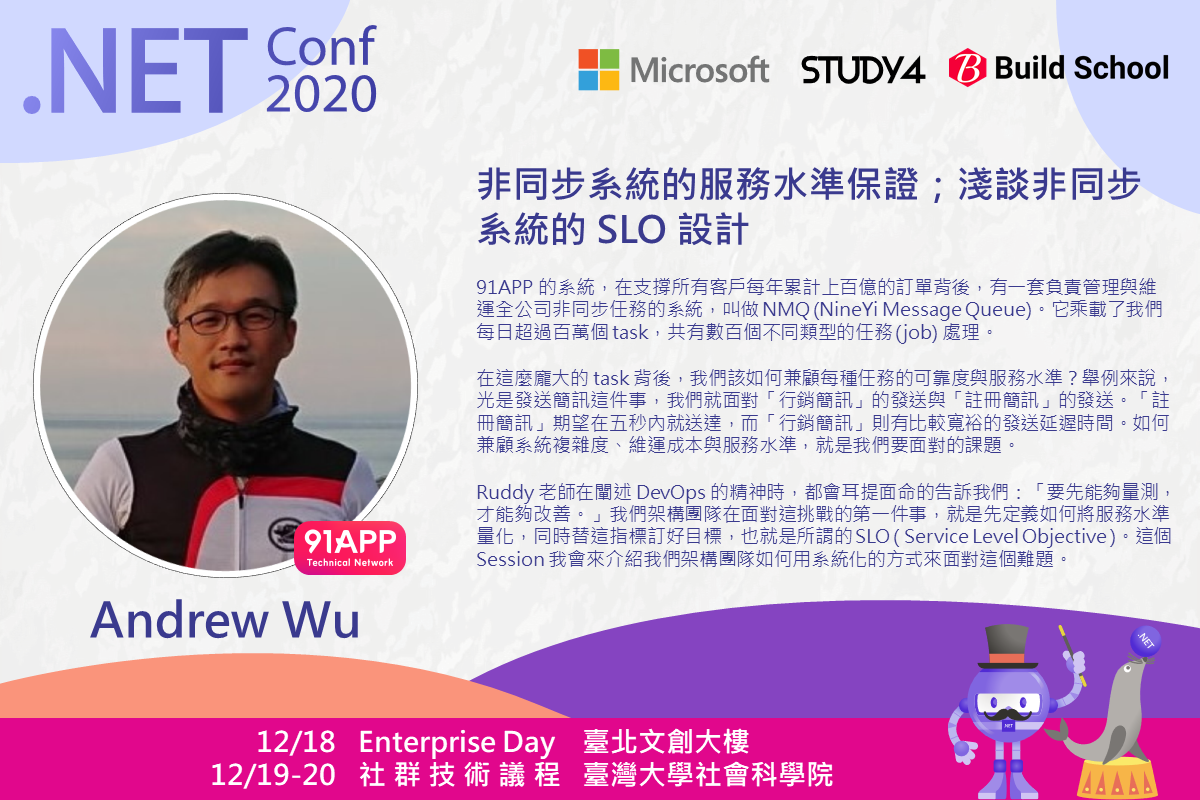 .NET Conf 2020
Microsoft
STUDY4
Build School
非同步系統的服務水準保證；淺談非同步
系統的 SLO 設計
91APP 的系統，在支撐所有客戶每年累計上百億的訂單背後，有一套負責管理與維
運全公司非同步任務的系統，叫做 NMQ (NineYi Message Queue)。它乘載了我們
每日超過百萬個 task，共有數百個不同類型的任務 (job) 處理。
在這麼龐大的 task 背後，我們該如何兼顧每種任務的可靠度與服務水準？舉例來說，
光是發送簡訊這件事，我們就面對「行銷簡訊」的發送與「註冊簡訊」的發送。「註
冊簡訊」期望在五秒內就送達，而「行銷簡訊」則有比較寬裕的發送延遲時間。如何
兼顧系統複雜度、維運成本與服務水準，就是我們要面對的課題。
Ruddy 老師在闡述 DevOps 的精神時，都會耳提面命的告訴我們：「要先能夠量測，
才能夠改善。」我們架構團隊在面對這挑戰的第一件事，就是先定義如何將服務水準
量化，同時替這指標訂好目標，也就是所謂的 SLO ( Service Level Objective )。這個
Session 我會來介紹我們架構團隊如何用系統化的方式來面對這個難題。
91APP
Technical Network
Andrew Wu
.NET
.NET
12/18 Enterprise Day 臺北文創大樓
12/19-20 社群技術議程 臺灣大學社會科學院